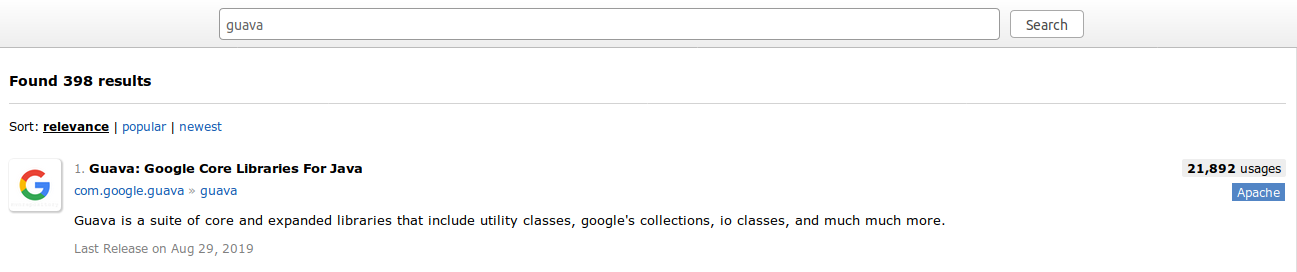 guava Search
Found 398 results
Sort: relevance | popular | newest
1. Guava: Google Core Libraries For Java 21,892 usages
com.google.guava » guava Apache
Guava is a suite of core and expanded libraries that include utility classes, google's collections, io classes, and much much more.
Last Release on Aug 29, 2019